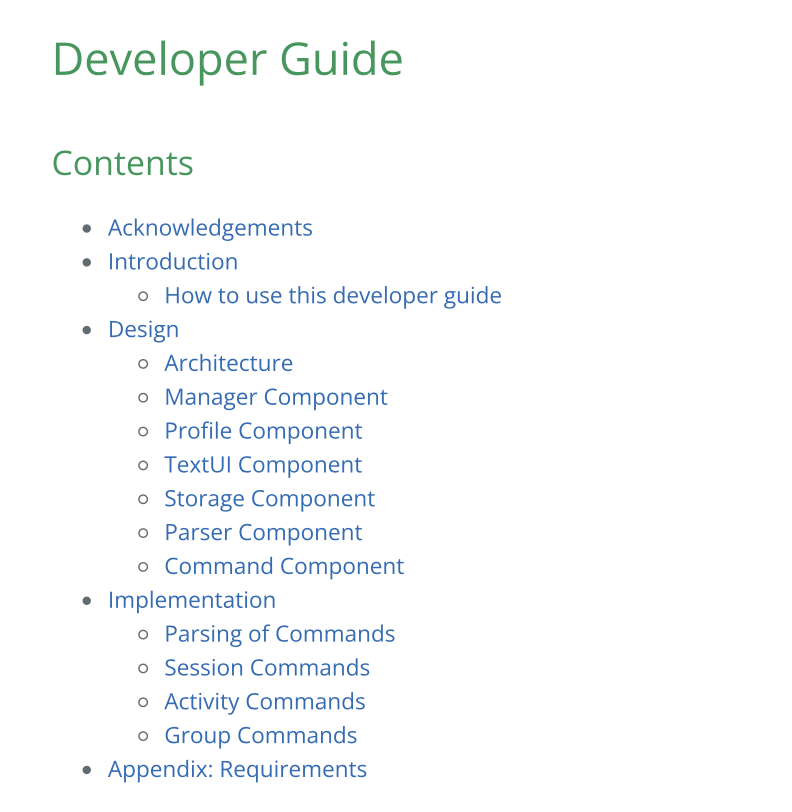 Developer Guide
Contents
Acknowledgements
Introduction
How to use this developer guide
Design
Architecture
Manager Component
Profile Component
TextUI Component
Storage Component
Parser Component
Command Component
Implementation
Parsing of Commands
Session Commands
Activity Commands
Group Commands
Appendix: Requirements